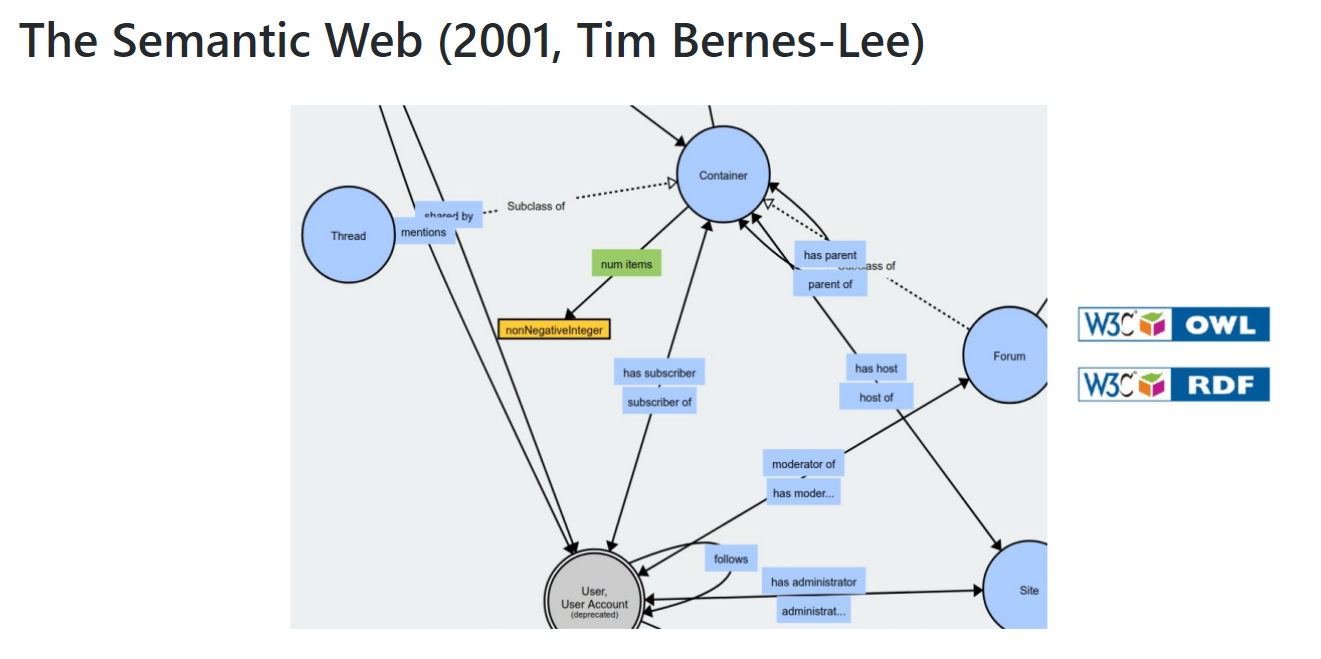 The Semantic Web (2001, Tim Bernes-Lee)
Container
Subclass of
shared by
mentions
Thread
has parent
num items
parent of
nonNegativeInteger
Forum
W3C OWL
has subscriber
has host
W3C RDF
subscriber of
host of
moderator of
has moder...
follows
has administrator
Site
User,
User Account
(deprecated)
administrat...